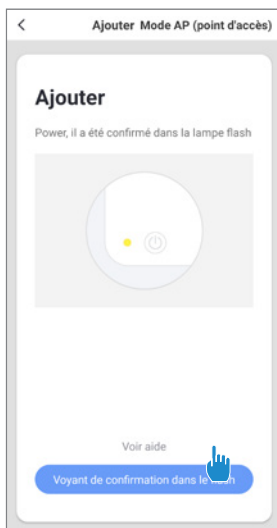 Ajouter Mode AP (point d'accès)
Ajouter
Power, il a été confirmé dans la lampe flash
Voir aide
Voyant de confirmation dans le flash